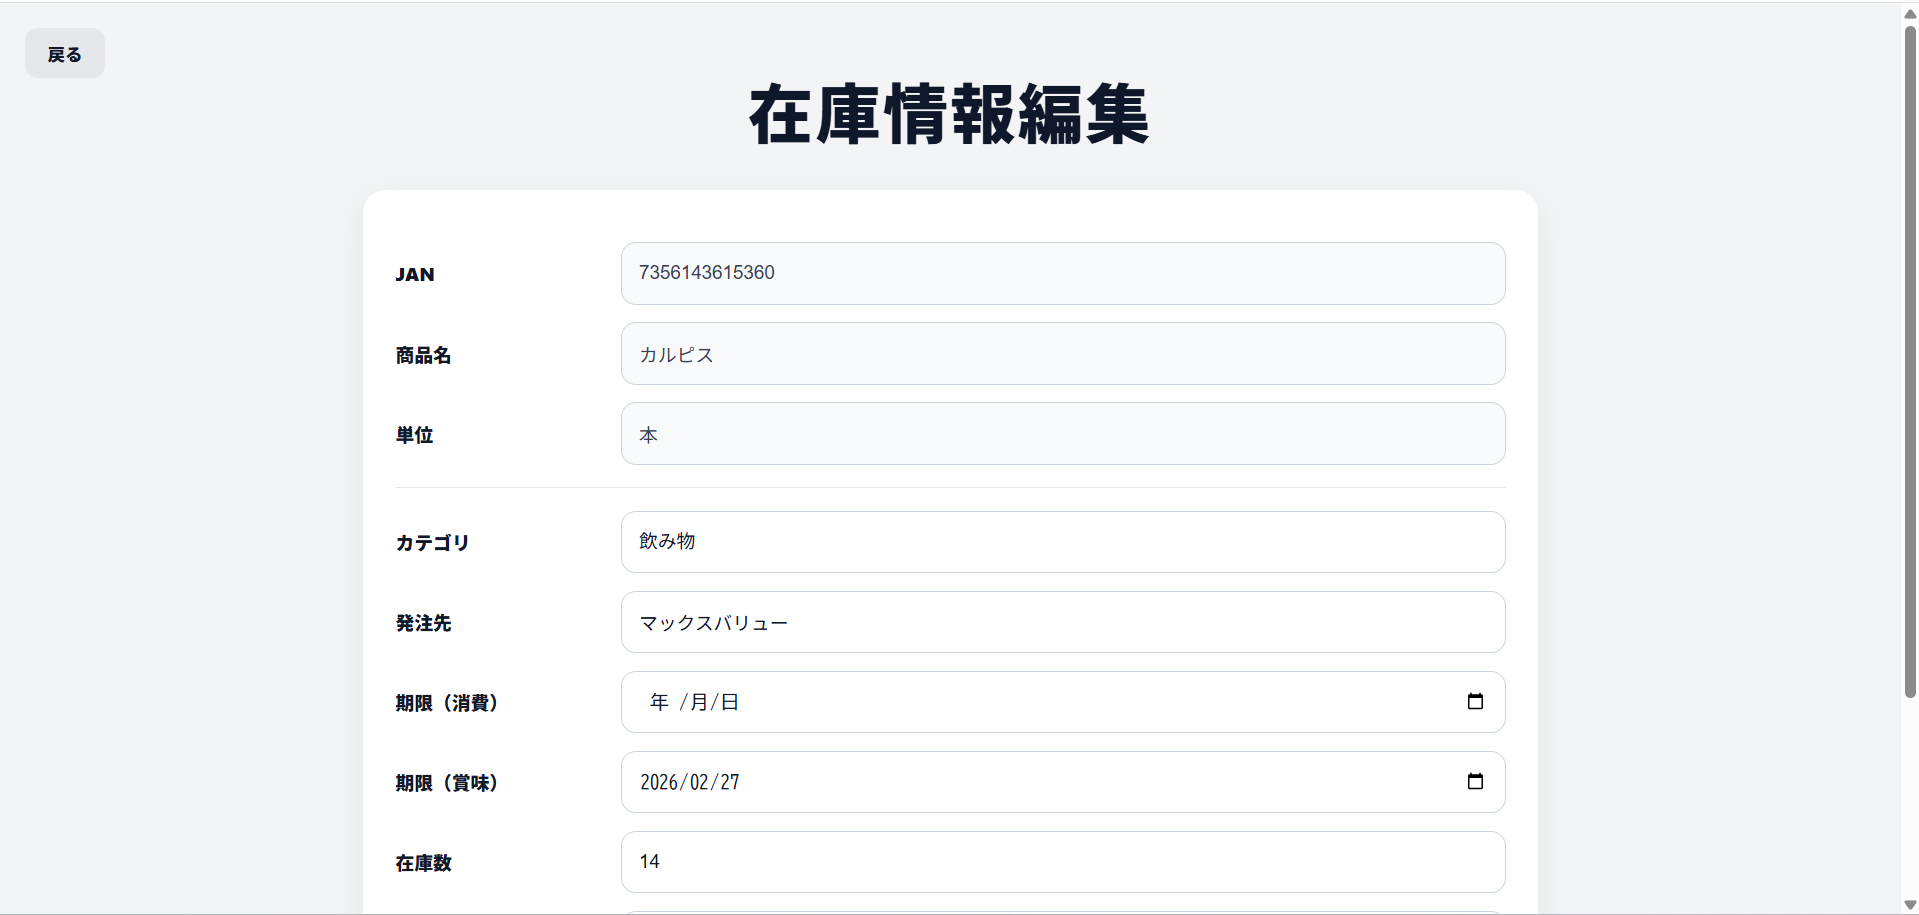 戻る
在庫情報編集
JAN 7356143615360
商品名 カルピス
単位 本
カテゴリ 飲み物
発注先 マックスバリュー
期限（消費） 年 /月/日
期限（賞味） 2026/02/27
在庫数 14